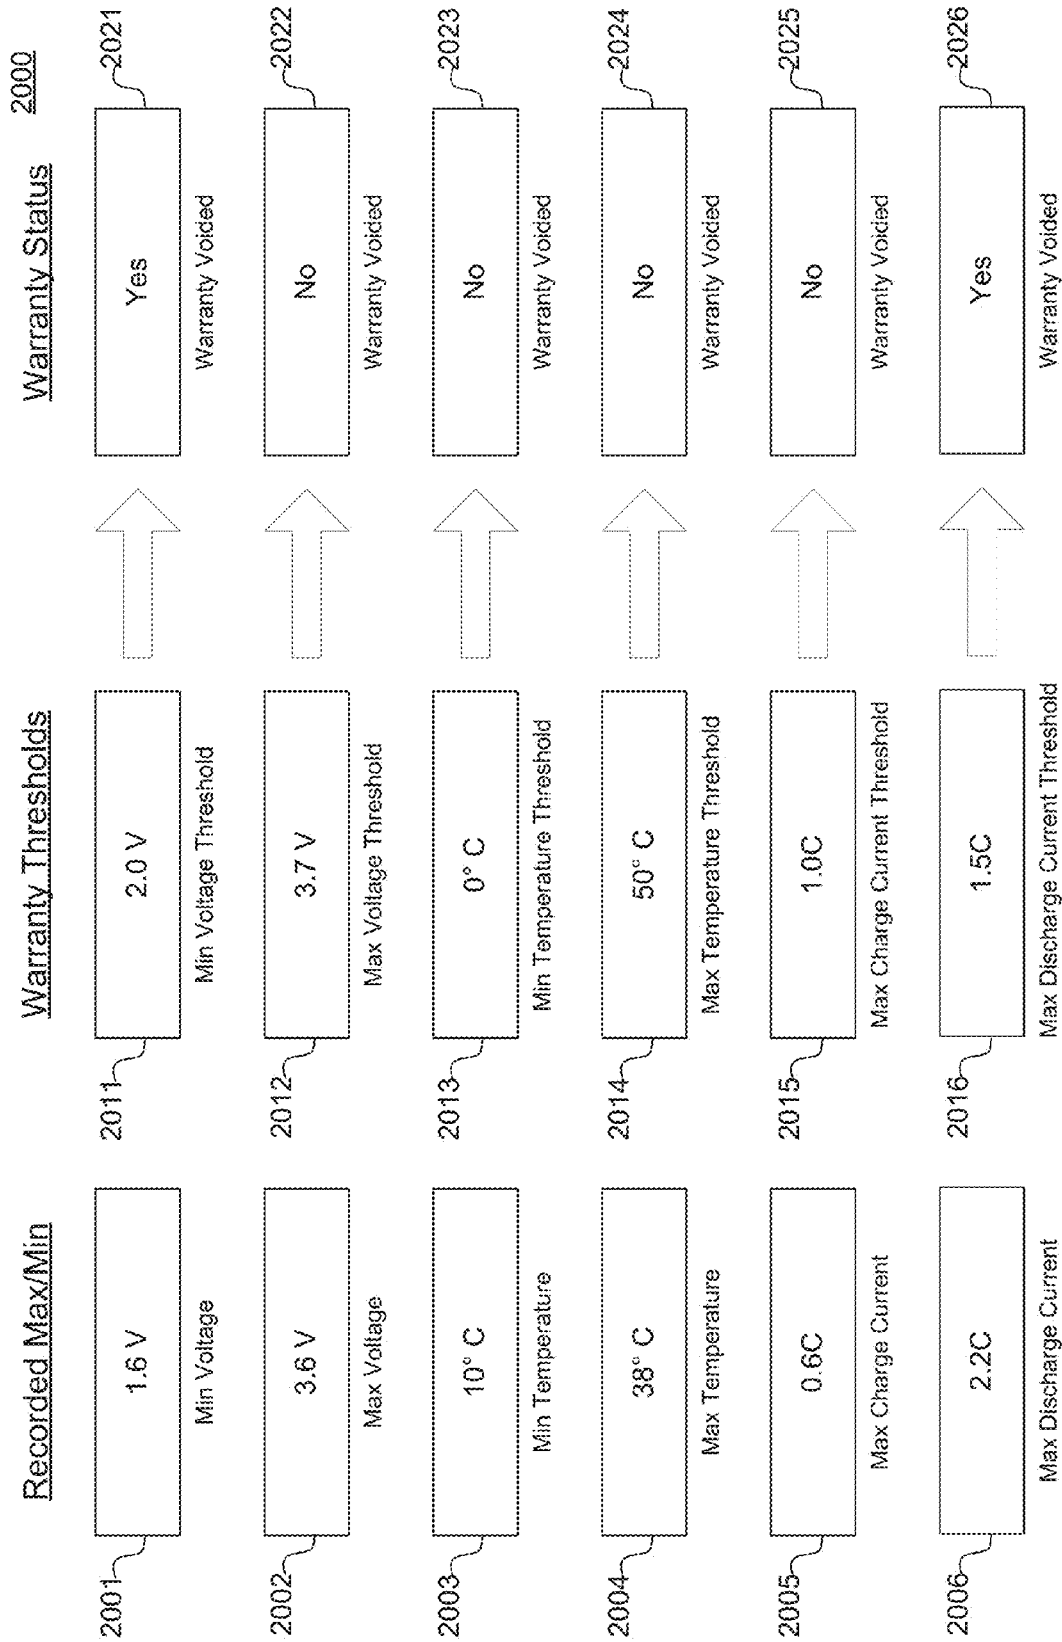 2000
Recorded Max/Min
Warranty Thresholds
Warranty Status
2001
1.6 V
Min Voltage
2011
2.0 V
Min Voltage Threshold
Yes
Warranty Voided
2021
2002
3.6 V
Max Voltage
2012
3.7 V
Max Voltage Threshold
No
Warranty Voided
2022
2003
10° C
Min Temperature
2013
0° C
Min Temperature Threshold
No
Warranty Voided
2023
2004
38° C
Max Temperature
2014
50° C
Max Temperature Threshold
No
Warranty Voided
2024
2005
0.6C
Max Charge Current
2015
1.0C
Max Charge Current Threshold
No
Warranty Voided
2025
2006
2.2C
Max Discharge Current
2016
1.5C
Max Discharge Current Threshold
Yes
Warranty Voided
2026